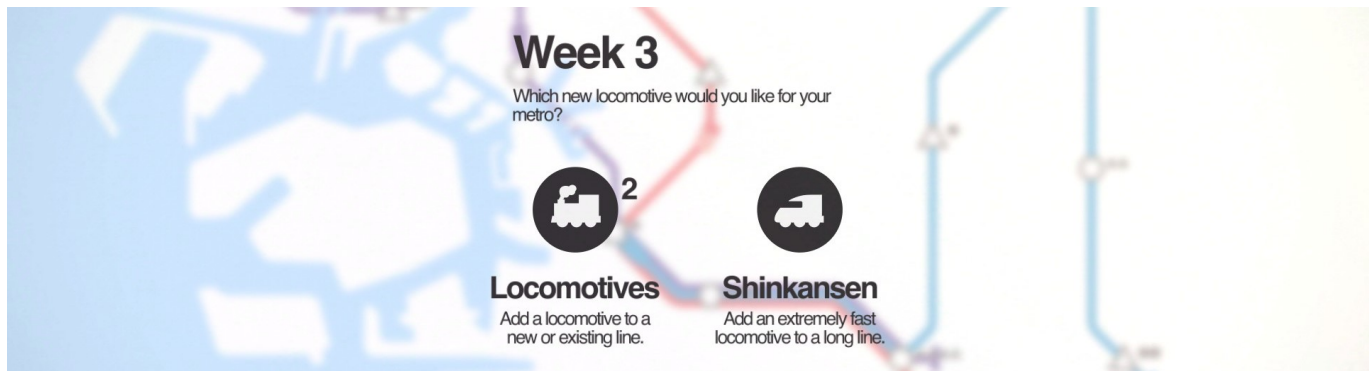 Week 3
Which new locomotive would you like for your
metro?
2
Locomotives
Add a locomotive to a
new or existing line.
Shinkansen
Add an extremely fast
locomotive to a long line.